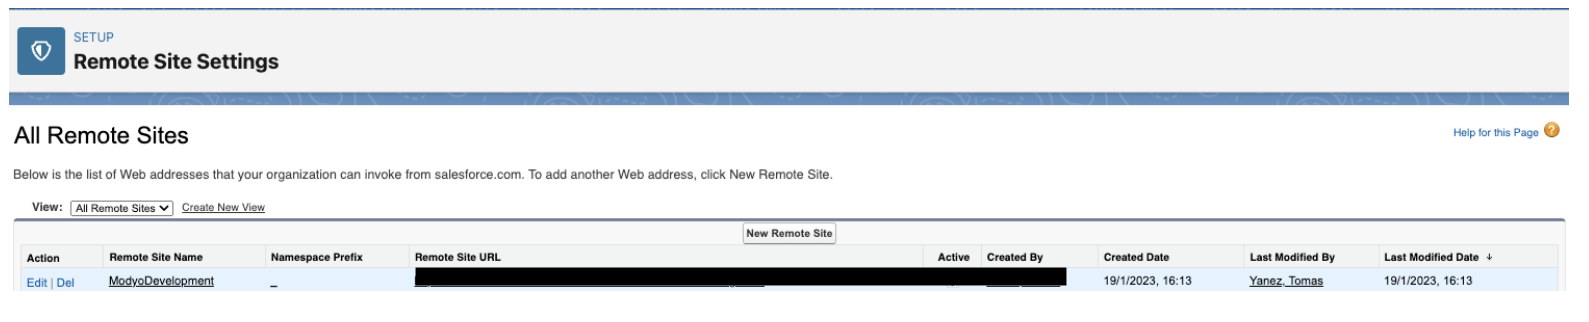 SETUP
Remote Site Settings
All Remote Sites
Help for this Page ?
Below is the list of Web addresses that your organization can invoke from salesforce.com. To add another Web address, click New Remote Site.
View: All Remote Sites Create New View
New Remote Site
Action Remote Site Name Namespace Prefix Remote Site URL Active Created By Created Date Last Modified By Last Modified Date ↓
Edit | Del ModyoDevelopment 19/1/2023, 16:13 Yanez, Tomas 19/1/2023, 16:13